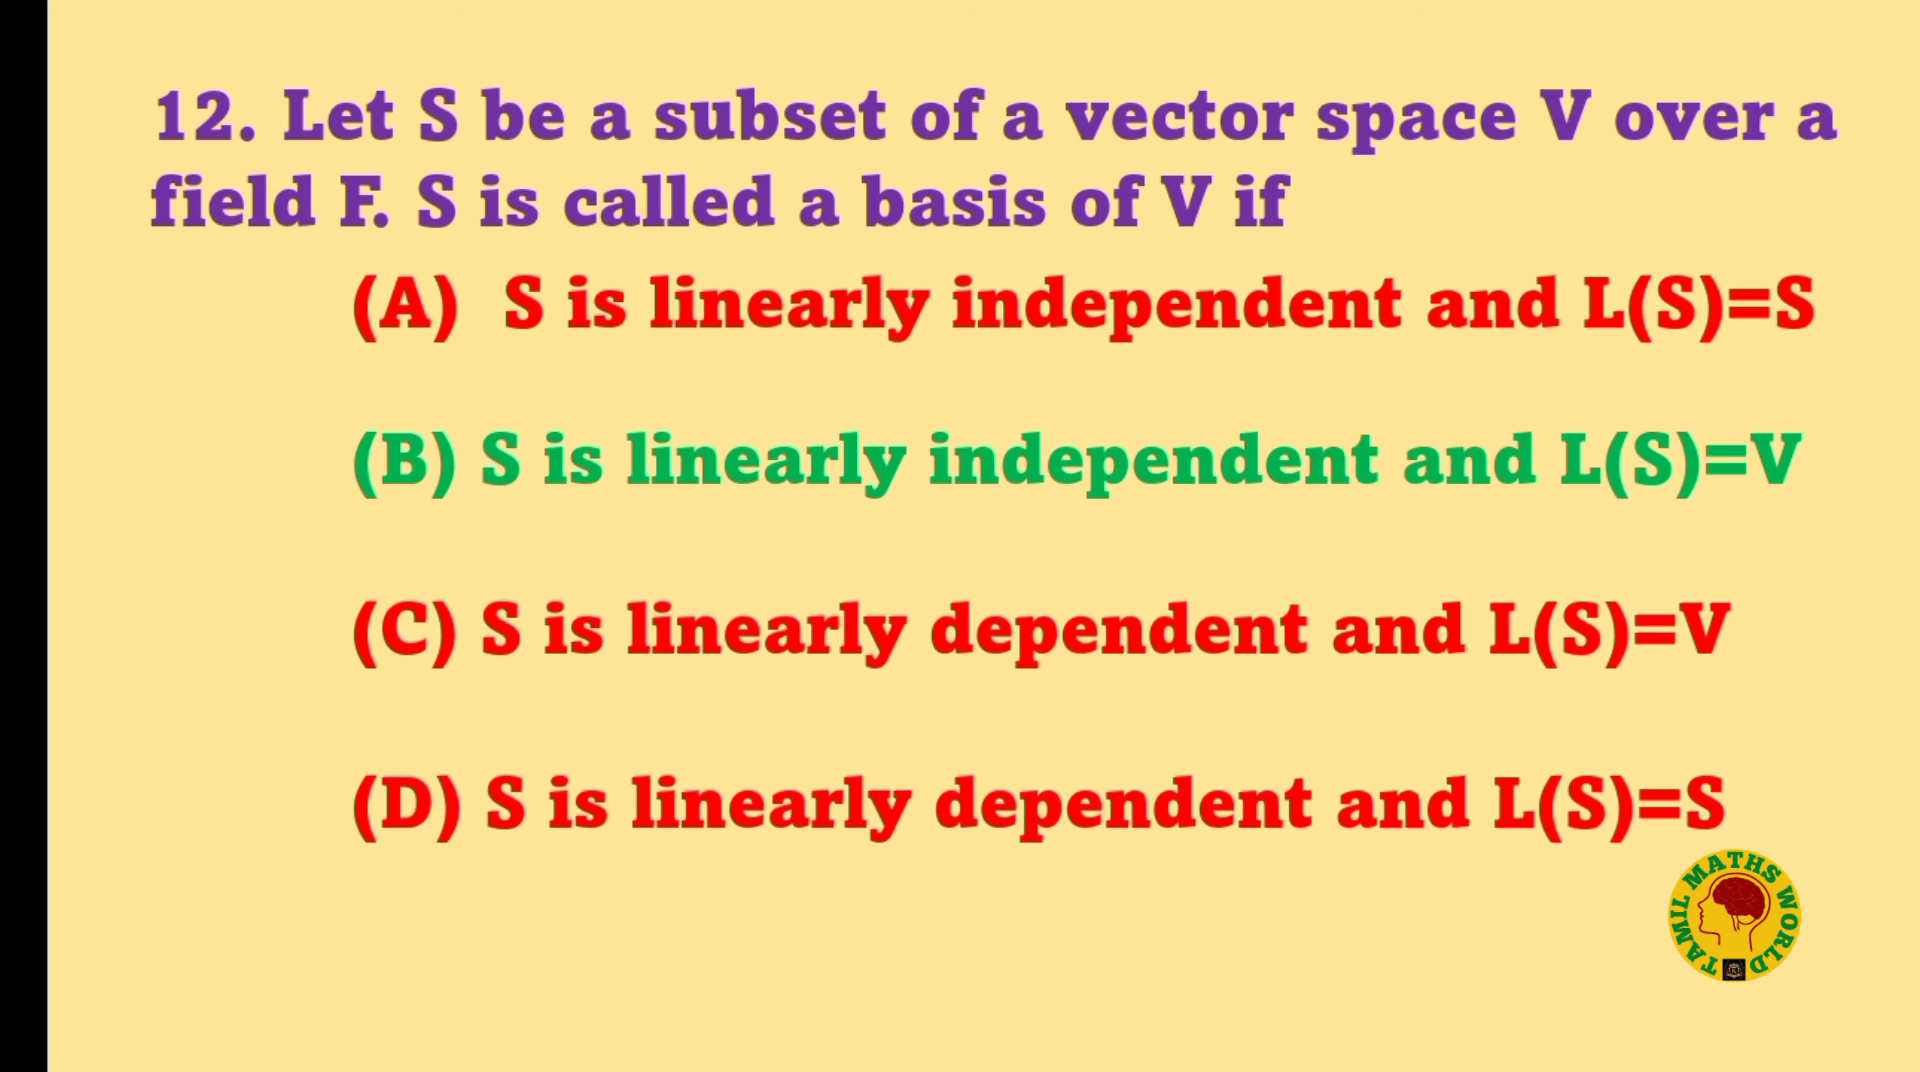 12. Let S be a subset of a vector space V over a
field F. S is called a basis of V if
(A) S is linearly independent and L(S)=S
(B) S is linearly independent and L(S)=V
(C) S is linearly dependent and L(S)=V
(D) S is linearly dependent and L(S)=S
TAMIL MATHS WORLD